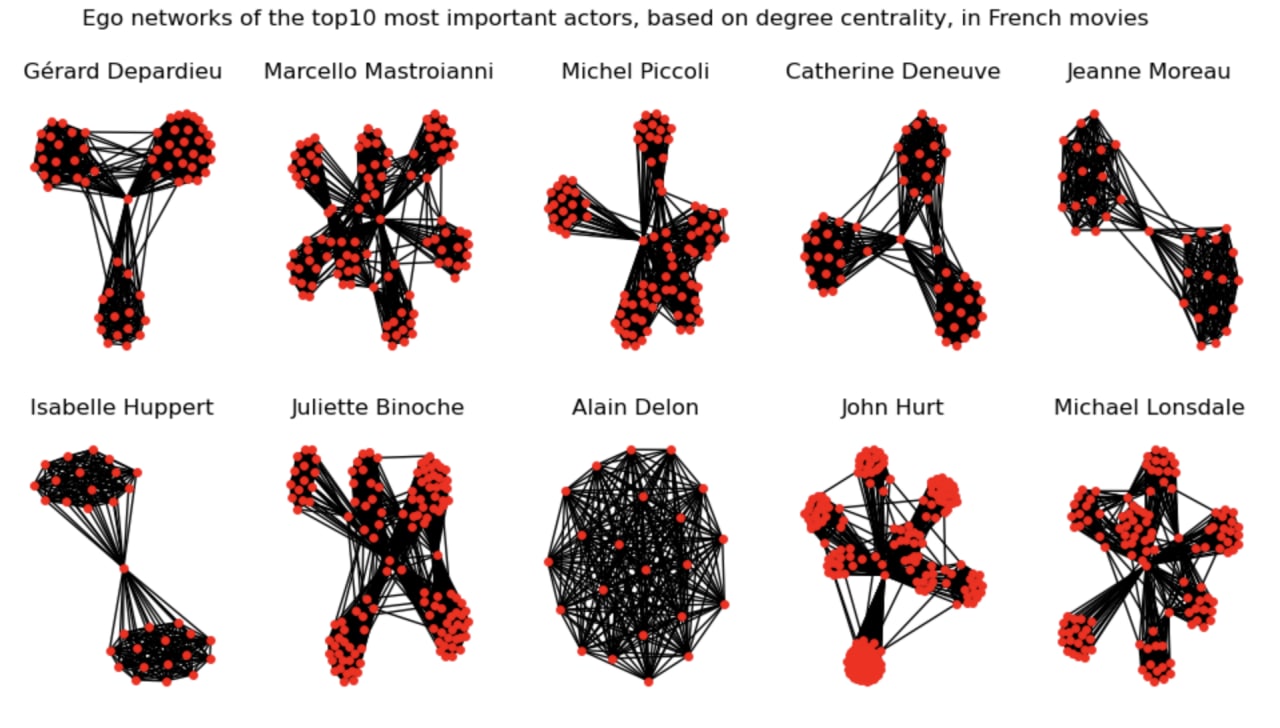 Ego networks of the top10 most important actors, based on degree centrality, in French movies
Gérard Depardieu
Marcello Mastroianni
Michel Piccoli
Catherine Deneuve
Jeanne Moreau
Isabelle Huppert
Juliette Binoche
Alain Delon
John Hurt
Michael Lonsdale